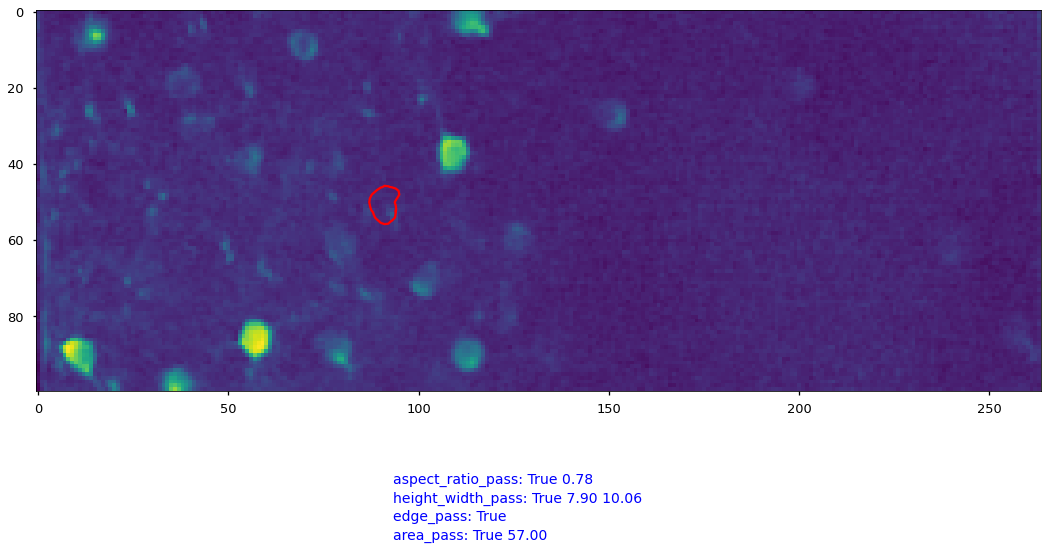 0
20
40
60
80
0 50 100 150 200 250
aspect_ratio_pass: True 0.78
height_width_pass: True 7.90 10.06
edge_pass: True
area_pass: True 57.00